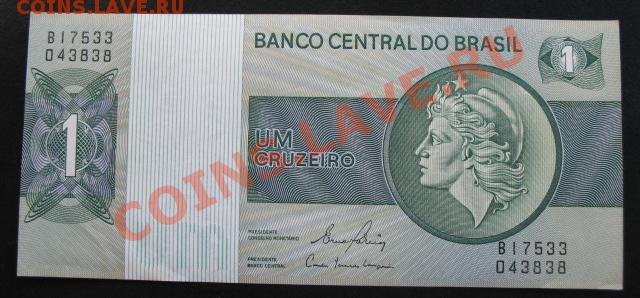 COINS.LAVE.RU
B17533
043838
BANCO CENTRAL DO BRASIL
1
1
UM
CRUZEIRO
COINS.LAVE.RU
PRESIDENTE
CONSELHO MONETÁRIO
PRESIDENTE
BANCO CENTRAL
B17533
043838